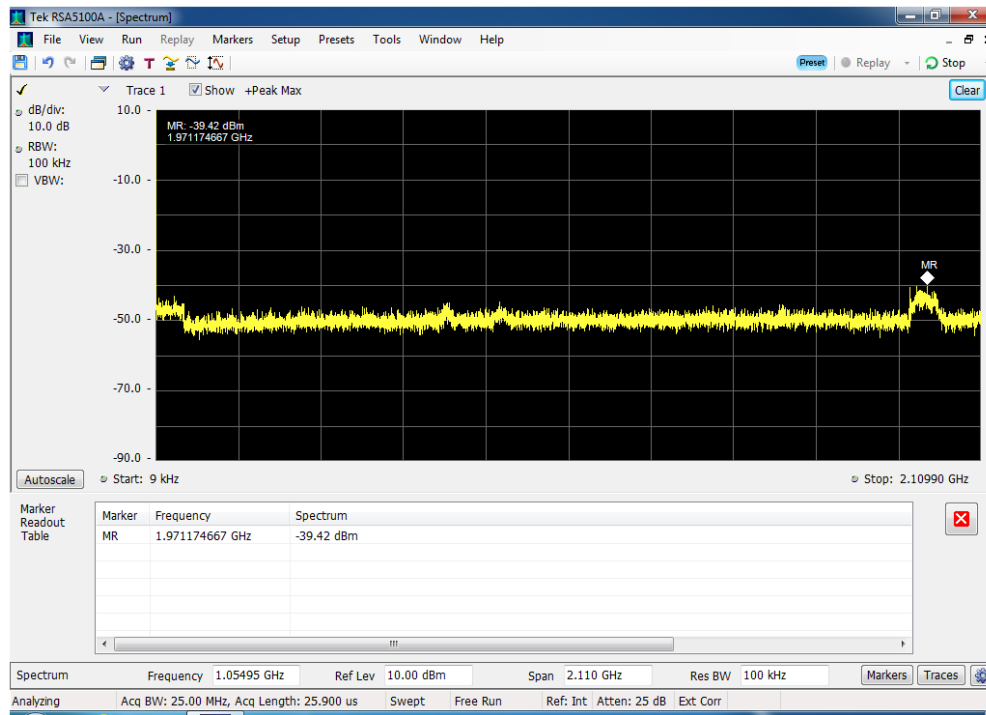 Tek RSA5100A - [Spectrum]
File View Run Replay Markers Setup Presets Tools Window Help
T Preset Replay Stop
Trace 1 Show +Peak Max Clear
dB/div:
10.0 dB
RBW:
100 kHz
VBW:
10.0 -
-10.0 -
-30.0 -
-50.0 -
-70.0 -
-90.0 -
MR: -39.42 dBm
1.971174667 GHz
MR
Autoscale Start: 9 kHz Stop: 2.10990 GHz
Marker
Readout
Table
Marker Frequency Spectrum
MR 1.971174667 GHz -39.42 dBm
Spectrum Frequency 1.05495 GHz Ref Lev 10.00 dBm Span 2.110 GHz Res BW 100 kHz Markers Traces
Analyzing Acq BW: 25.00 MHz, Acq Length: 25.900 us Swept Free Run Ref: Int Atten: 25 dB Ext Corr